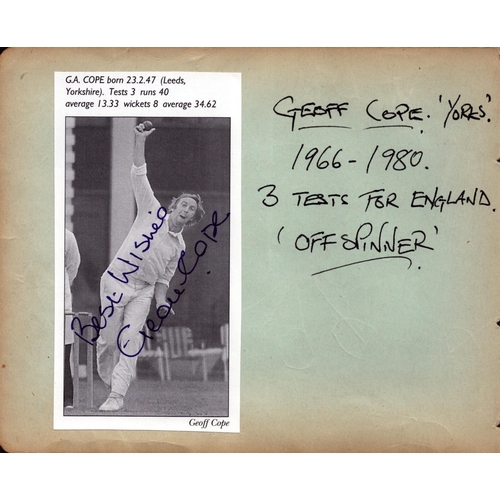 G.A. COPE born 23.2.47 (Leeds,
Yorkshire). Tests 3 runs 40
average 13.33 wickets 8 average 34.62
Best Wishes
Geoff Cope
Geoff Cope
GEOFF COPE. 'YORKS'.
1966-1980.
3 TESTS FOR ENGLAND.
'OFF SPINNER'